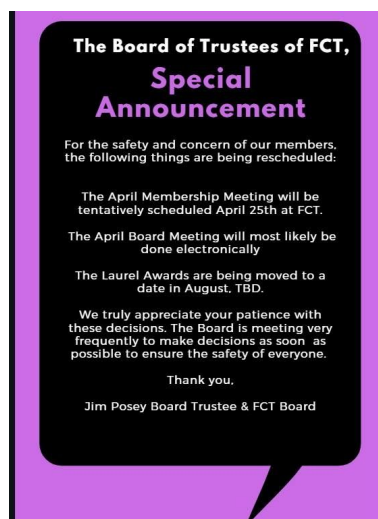 The Board of Trustees of FCT,
Special
Announcement
For the safety and concern of our members,
the following things are being rescheduled:
The April Membership Meeting will be
tentatively scheduled April 25th at FCT.
The April Board Meeting will most likely be
done electronically
The Laurel Awards are being moved to a
date in August, TBD.
We truly appreciate your patience with
these decisions. The Board is meeting very
frequently to make decisions as soon  as
possible to ensure the safety of everyone.
Thank you,
Jim Posey Board Trustee & FCT Board